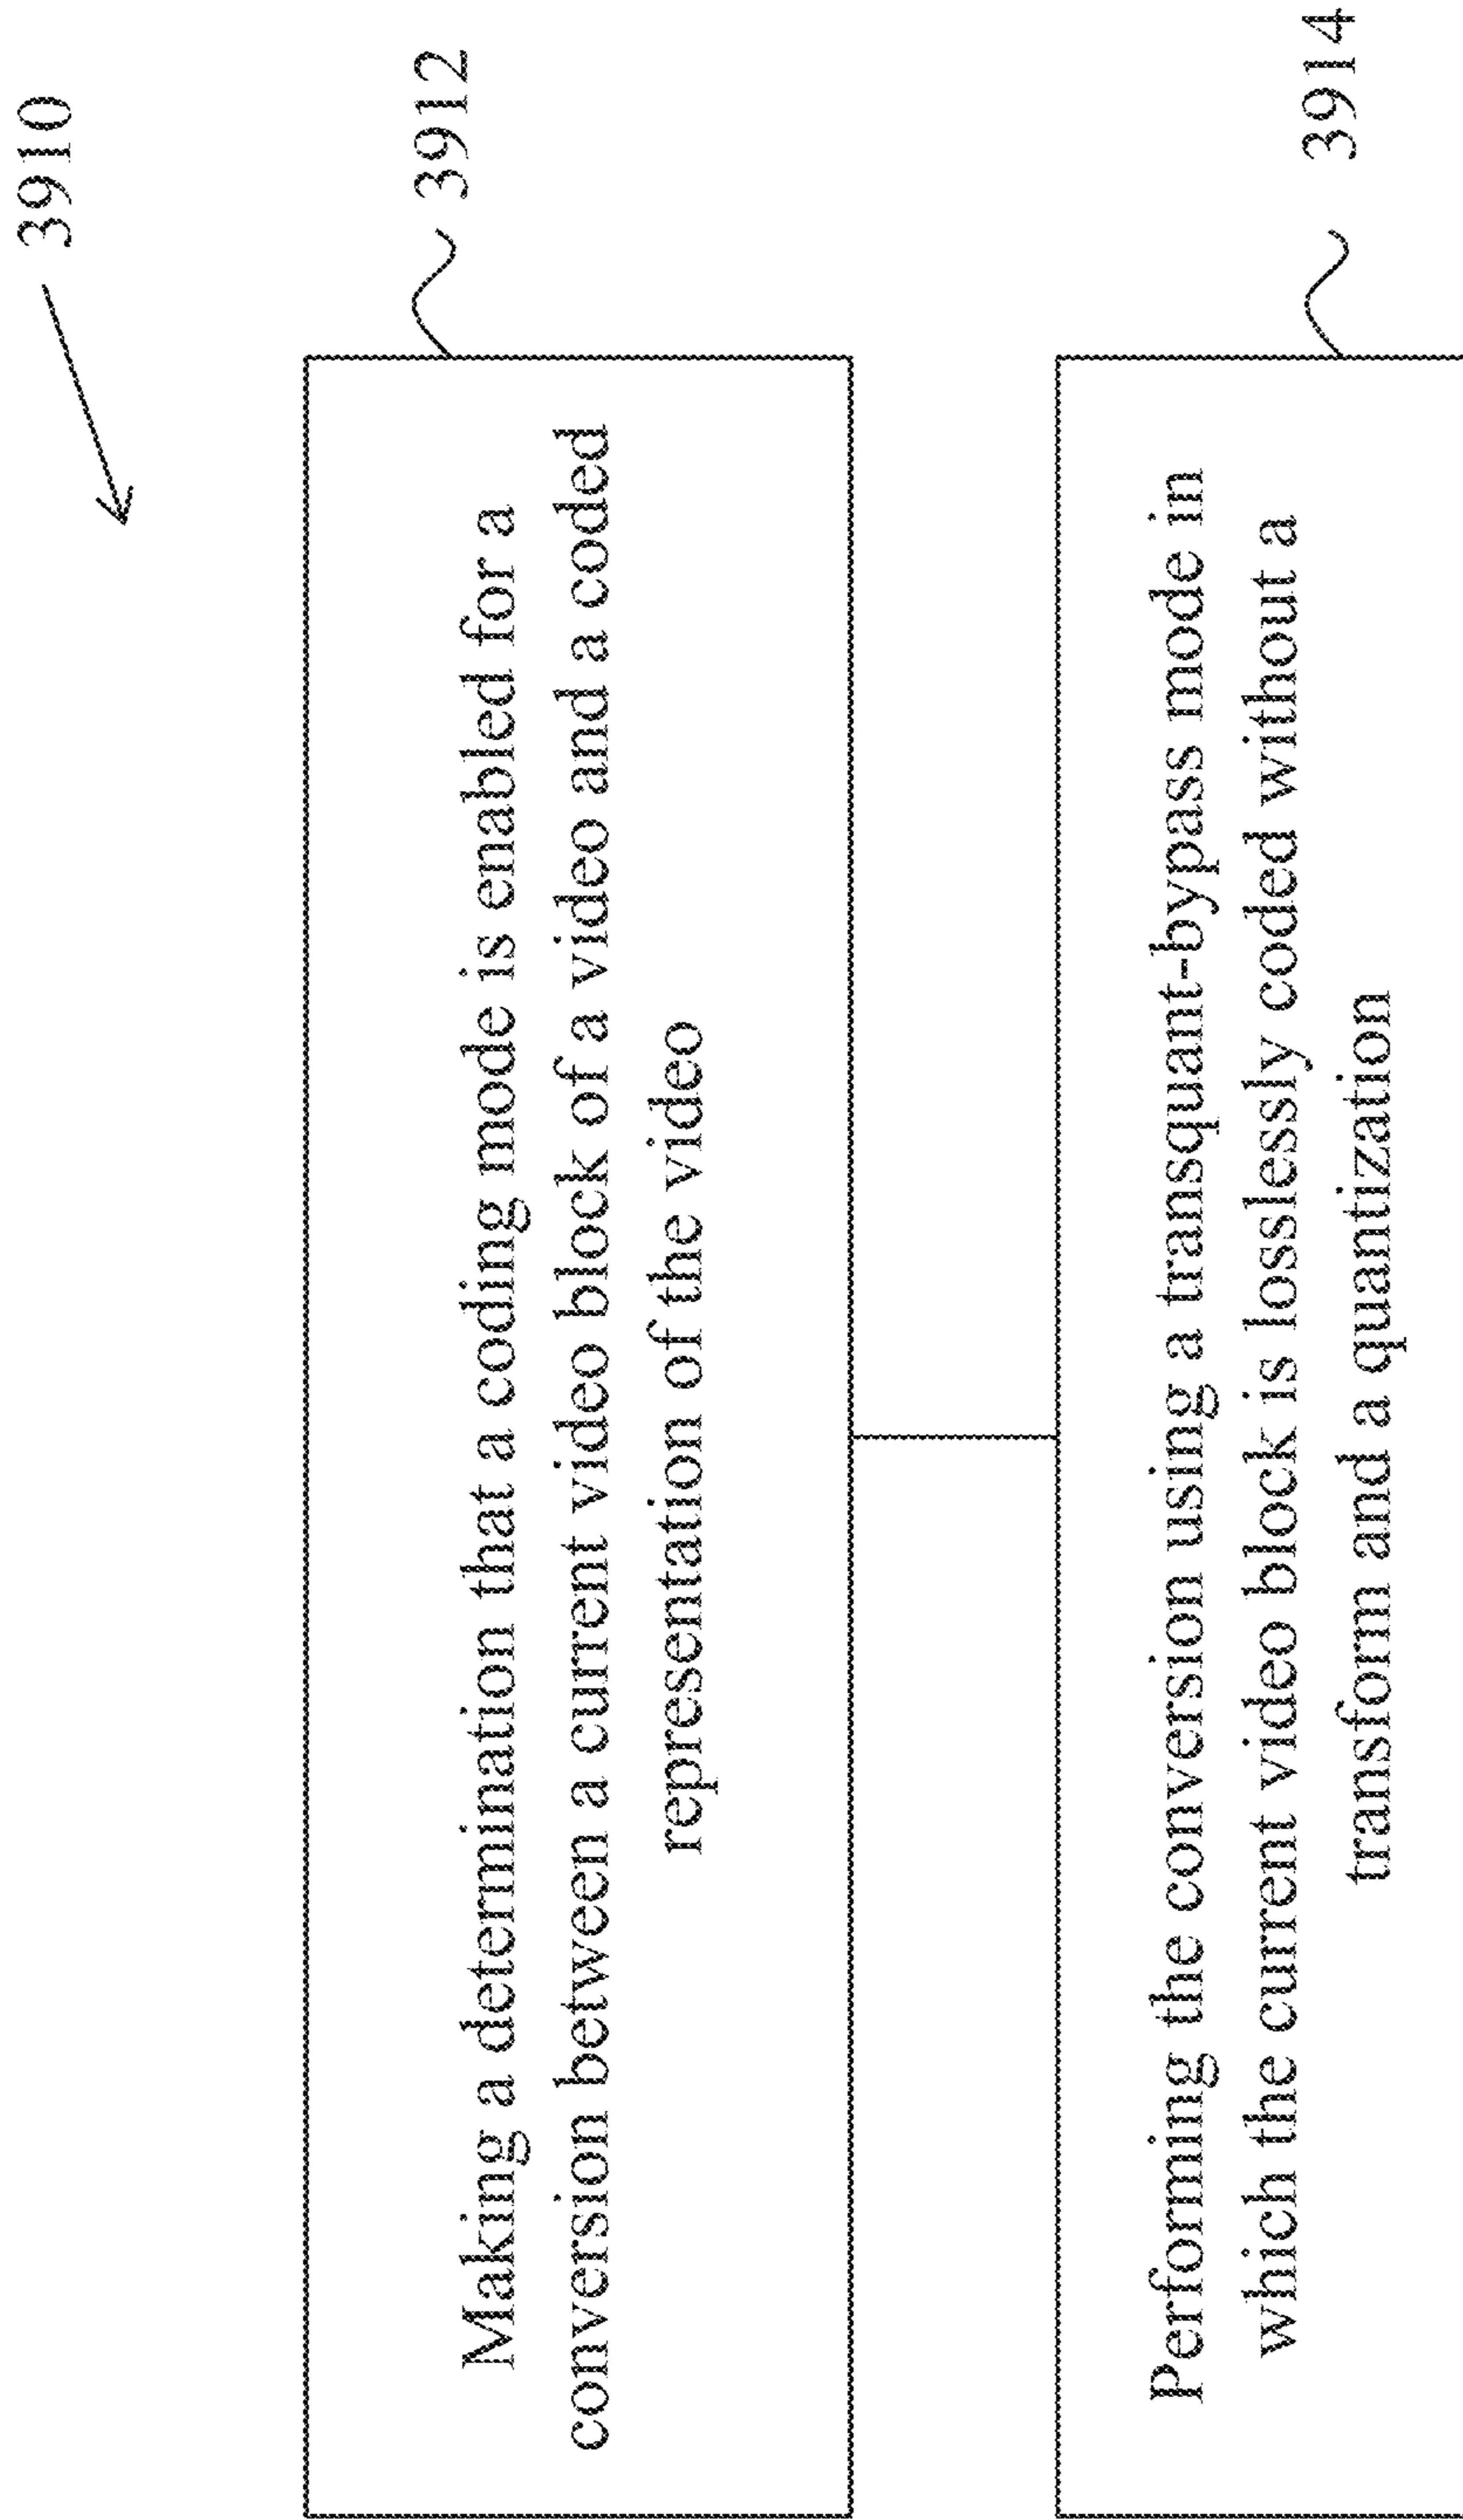 3910
3912
Making a determination that a coding mode is enabled for a
conversion between a current video block of a video and a coded
representation of the video
3914
Performing the conversion using a transquant-bypass mode in
which the current video block is losslessly coded without a
transform and a quantization